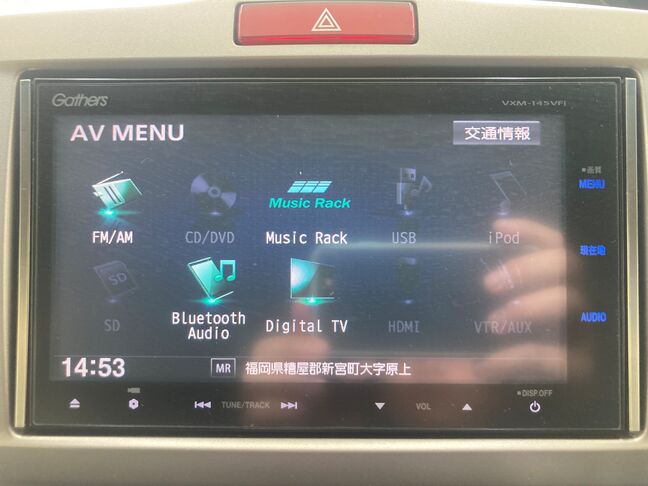 Gathers
VXM-145VFi
AV MENU
交通情報
画質
MENU
FM/AM
CD/DVD
Music Rack
Music Rack
USB
iPod
現在地
SD
Bluetooth
Audio
Digital TV
HDMI
VTR/AUX
AUDIO
14:53
MR
福岡県糟屋郡新宮町大字原上
TUNE/TRACK
VOL
DISP OFF